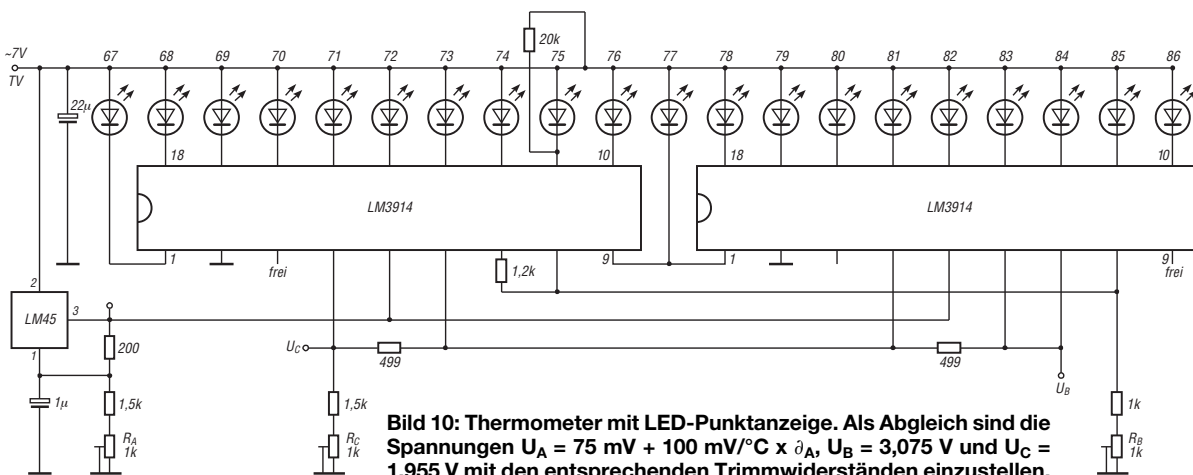 20k
~7V
TV
67 68 69 70 71 72 73 74 75 76 77 78 79 80 81 82 83 84 85 86
22µ
18 10 18 10
LM3914 LM3914
1 frei 9 1 9 frei
1,2k
2
LM45 3
1
200
U_C 499 499
U_B
1µ 1,5k 1,5k 1k
R_A 1k R_C 1k R_B 1k
Bild 10: Thermometer mit LED-Punktanzeige. Als Abgleich sind die
Spannungen U_A = 75 mV + 100 mV/°C x ∂_A, U_B = 3,075 V und U_C =
1,955 V mit den entsprechenden Trimmwiderständen einzustellen.